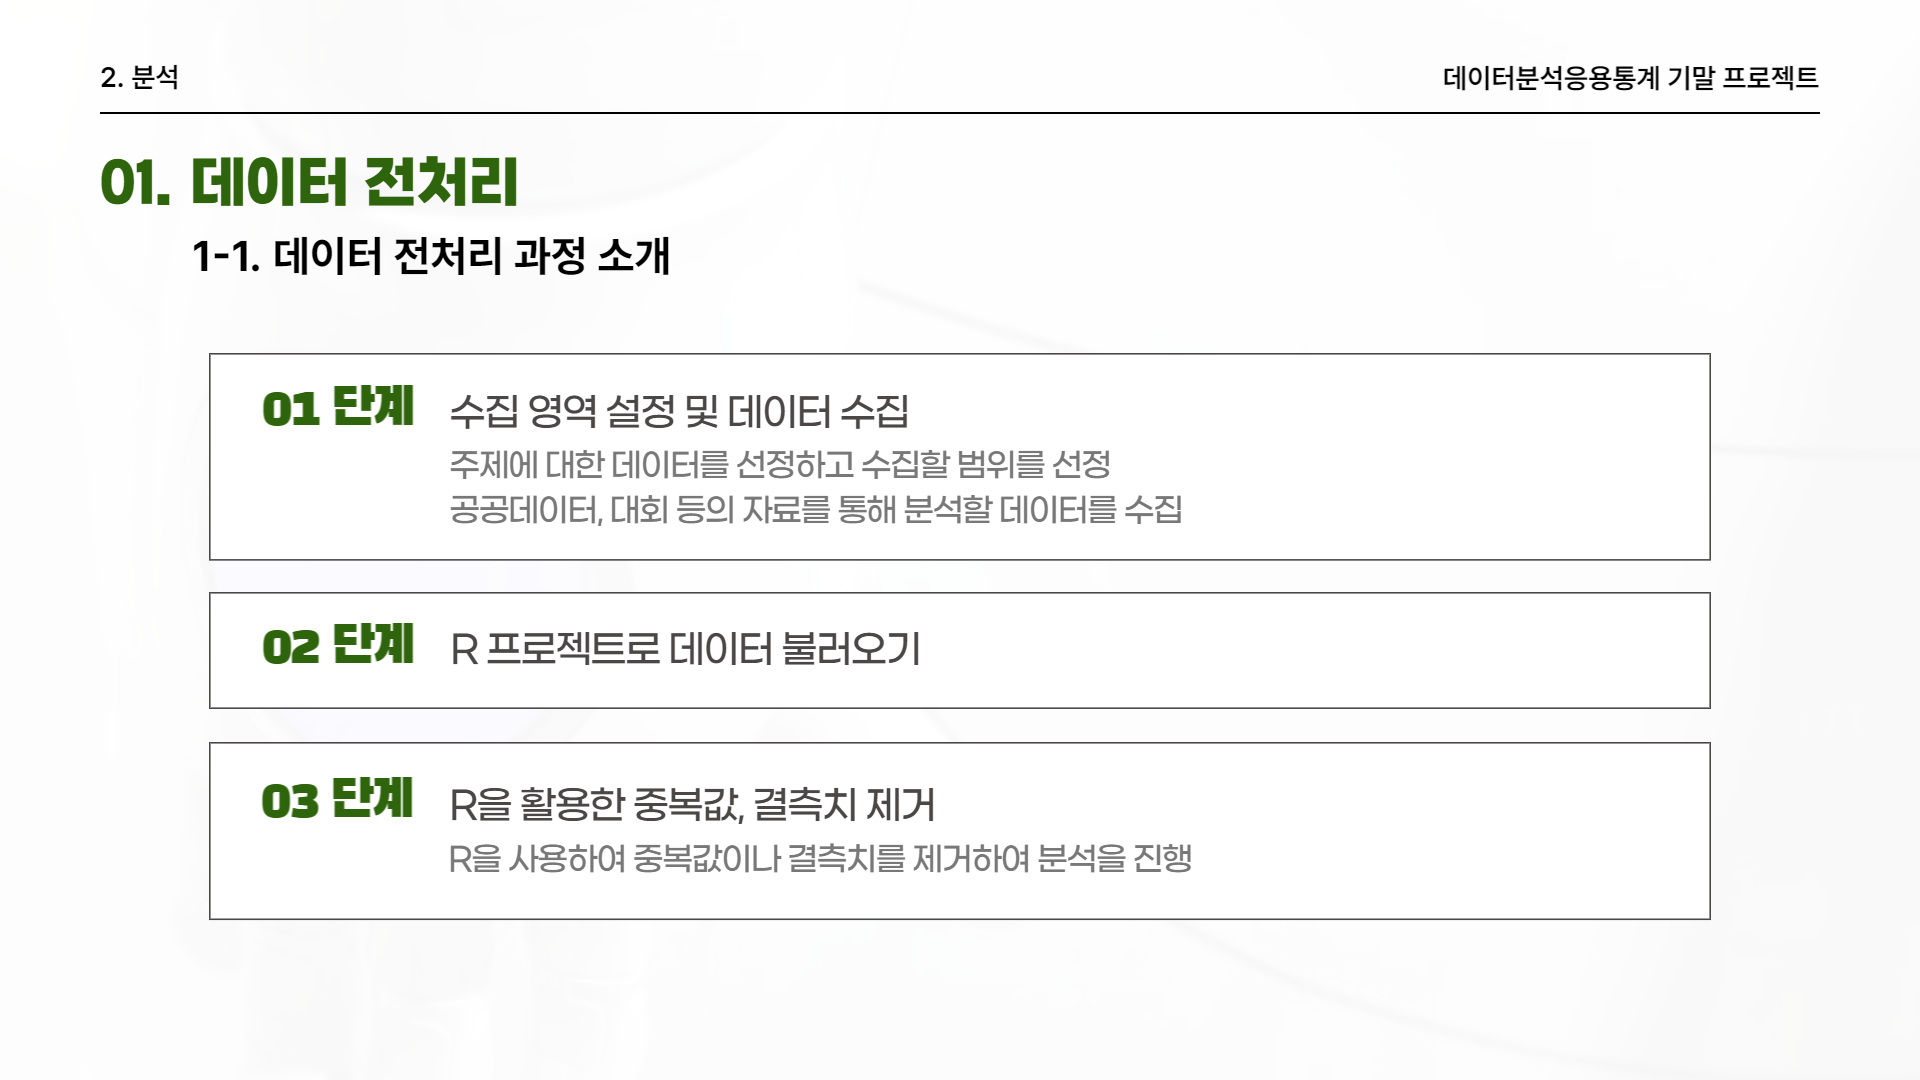 2. 분석
데이터분석응용통계 기말 프로젝트
01. 데이터 전처리
1-1. 데이터 전처리 과정 소개
01 단계
수집 영역 설정 및 데이터 수집
주제에 대한 데이터를 선정하고 수집할 범위를 선정
공공데이터, 대회 등의 자료를 통해 분석할 데이터를 수집
02 단계
R 프로젝트로 데이터 불러오기
03 단계
R을 활용한 중복값, 결측치 제거
R을 사용하여 중복값이나 결측치를 제거하여 분석을 진행